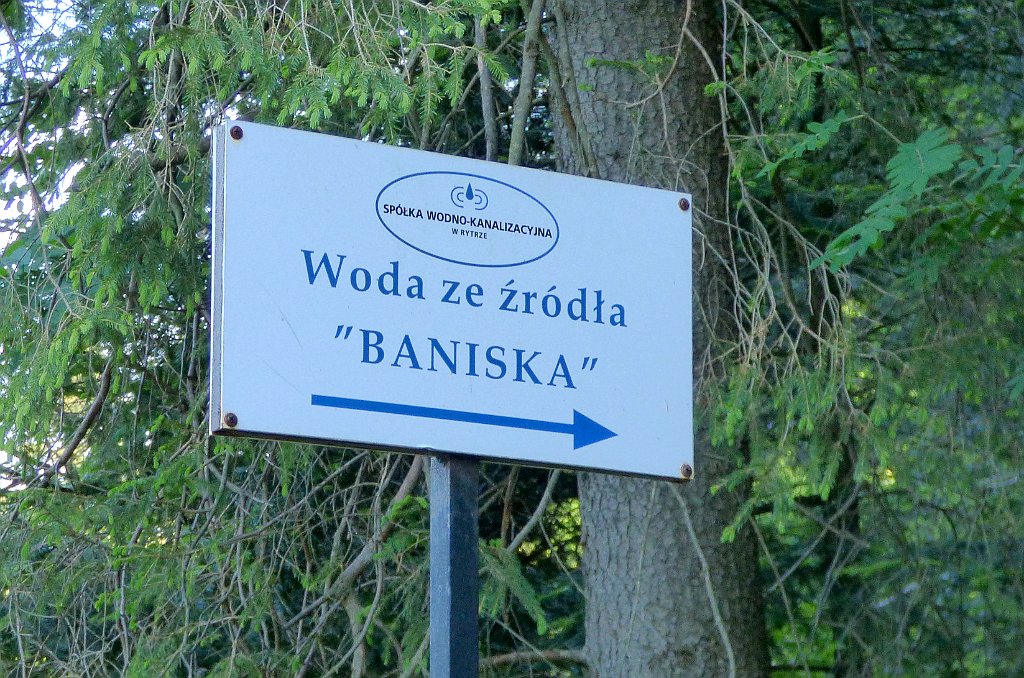 SPÓŁKA WODNO-KANALIZACYJNA
W RYTRZE
Woda ze źródła
"BANISKA"